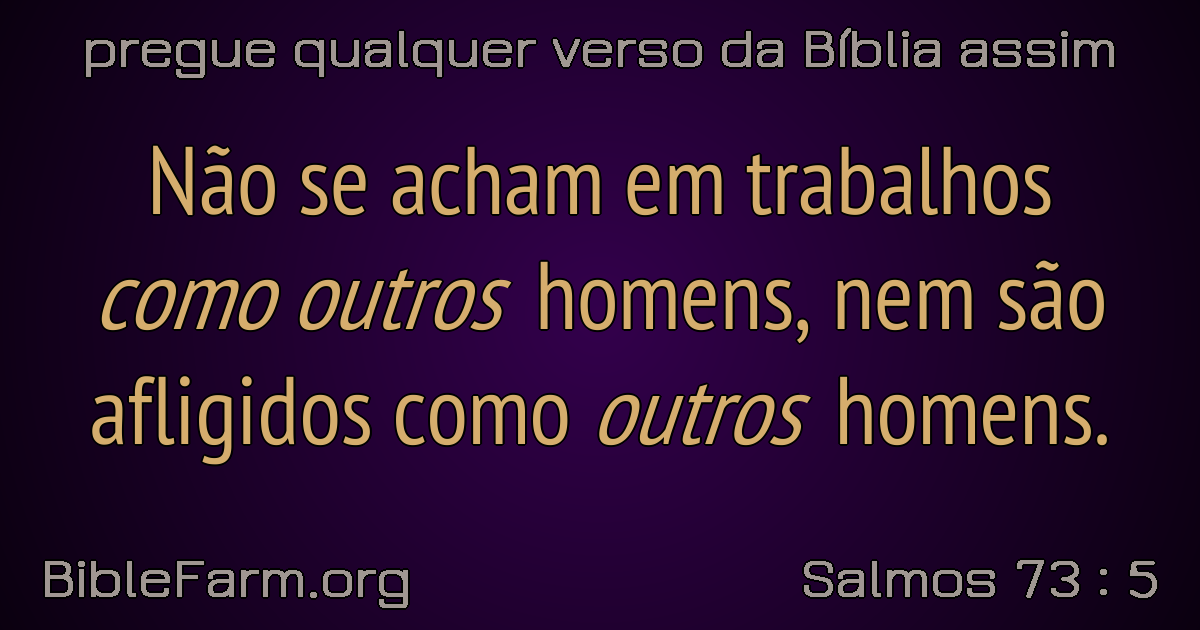 pregue qualquer verso da Bíblia assim
Não se acham em trabalhos
como outros homens, nem são
afligidos como outros homens.
BibleFarm.org
Salmos 73 : 5